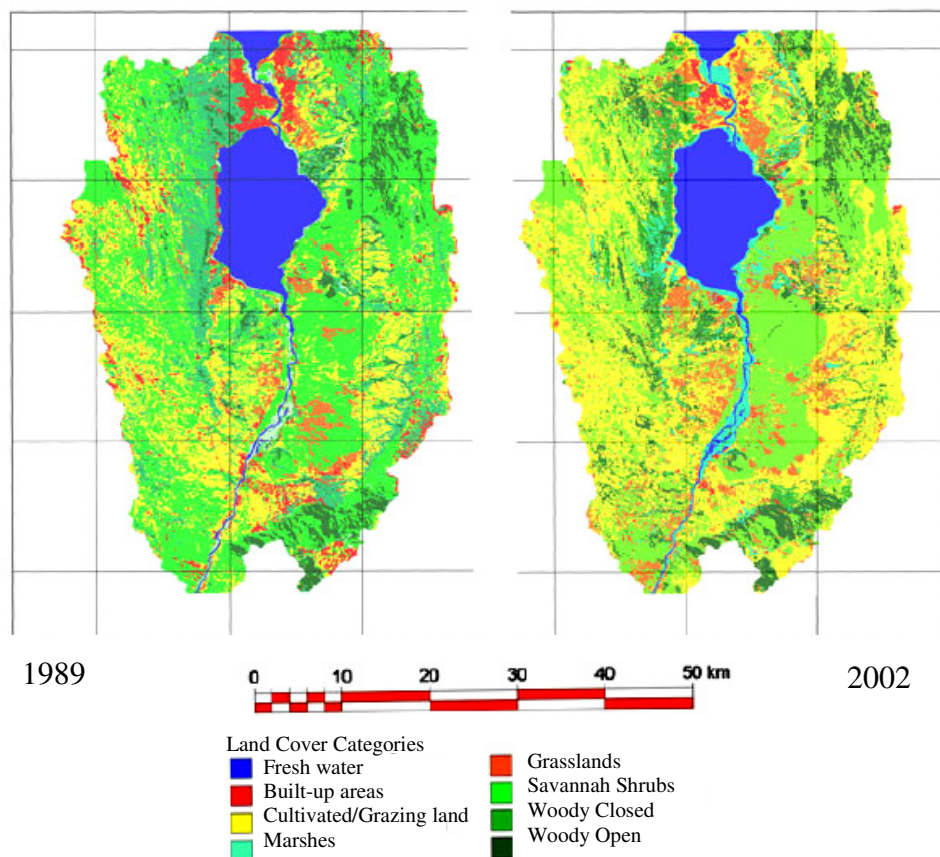 1989
2002
0 10 20 30 40 50 km
Land Cover Categories
Fresh water
Built-up areas
Cultivated/Grazing land
Marshes
Grasslands
Savannah Shrubs
Woody Closed
Woody Open